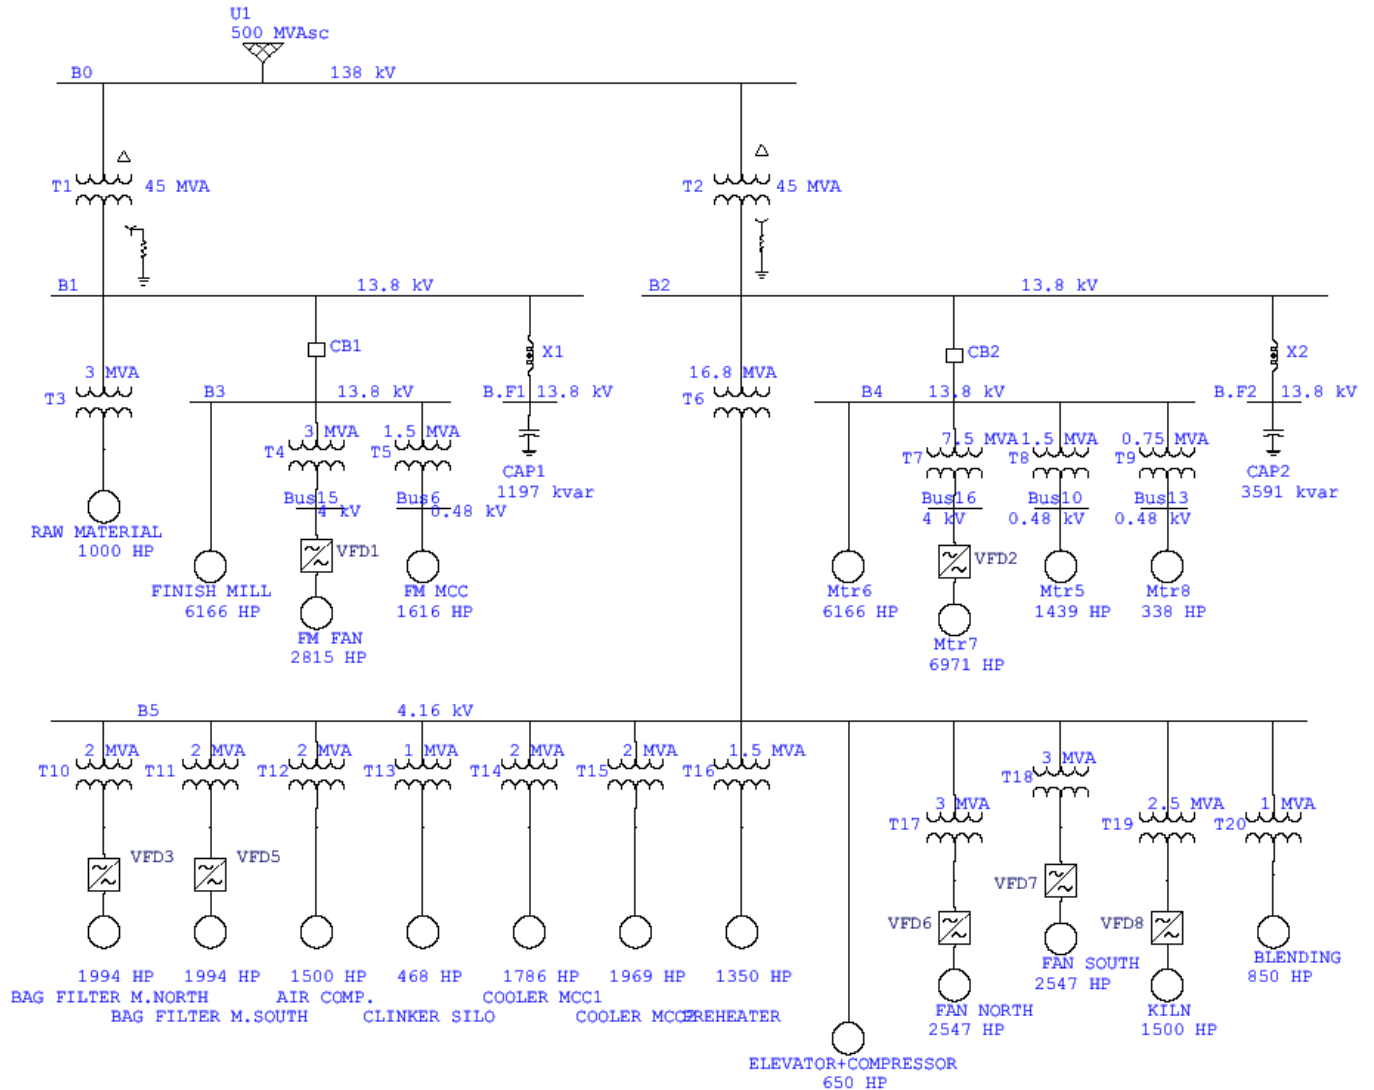 U1
500 MVAsc
B0 138 kV
T1 45 MVA
T2 45 MVA
B1 13.8 kV
B2 13.8 kV
CB1
X1
CB2
X2
3 MVA
T3
16.8 MVA
T6
B3 13.8 kV
B.F1 13.8 kV
B4 13.8 kV
B.F2 13.8 kV
3 MVA
T4
1.5 MVA
T5
7.5 MVA
T7
1.5 MVA
T8
0.75 MVA
T9
CAP1
1197 kvar
CAP2
3591 kvar
Bus15
4 kV
Bus6
0.48 kV
Bus16
4 kV
Bus10
0.48 kV
Bus13
0.48 kV
RAW MATERIAL
1000 HP
VFD1
VFD2
FINISH MILL
6166 HP
FM MCC
1616 HP
FM FAN
2815 HP
Mtr6
6166 HP
Mtr5
1439 HP
Mtr8
338 HP
Mtr7
6971 HP
B5 4.16 kV
2 MVA
T10
2 MVA
T11
2 MVA
T12
1 MVA
T13
2 MVA
T14
2 MVA
T15
1.5 MVA
T16
3 MVA
T17
3 MVA
T18
2.5 MVA
T19
1 MVA
T20
VFD3
VFD5
VFD7
VFD6
VFD8
1994 HP
BAG FILTER M.NORTH
1994 HP
BAG FILTER M.SOUTH
1500 HP
AIR COMP.
468 HP
CLINKER SILO
1786 HP
COOLER MCC1
1969 HP
COOLER MCC2
1350 HP
PREHEATER
FAN SOUTH
2547 HP
BLENDING
850 HP
FAN NORTH
2547 HP
KILN
1500 HP
ELEVATOR+COMPRESSOR
650 HP